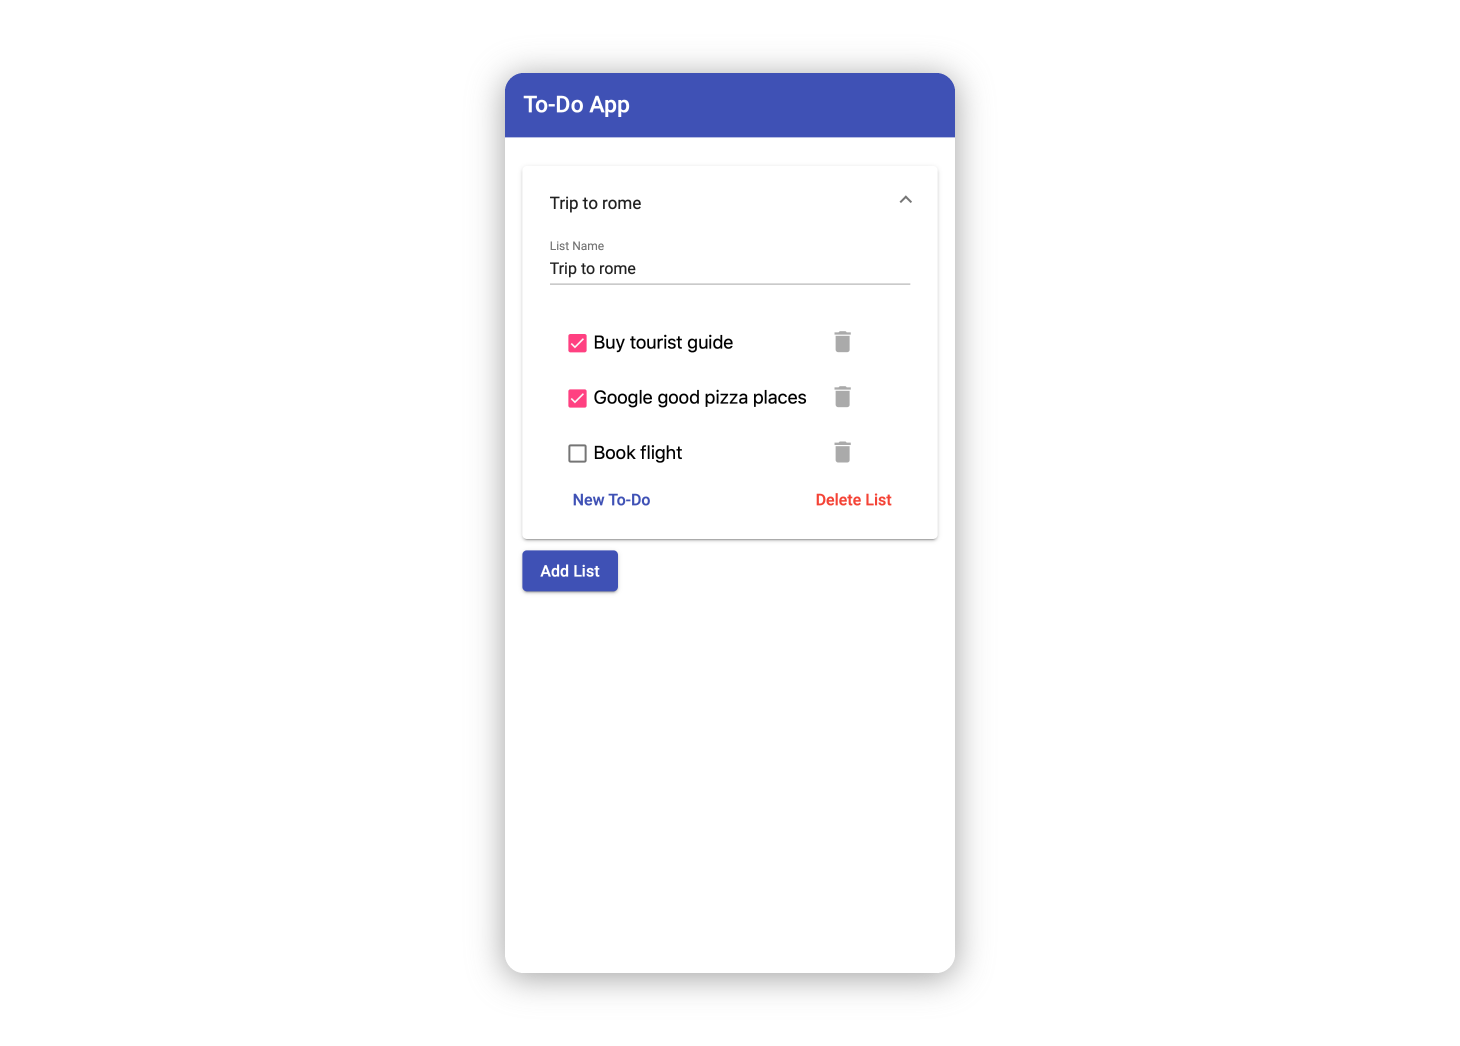 To-Do App
Trip to rome
List Name
Trip to rome
Buy tourist guide
Google good pizza places
Book flight
New To-Do Delete List
Add List